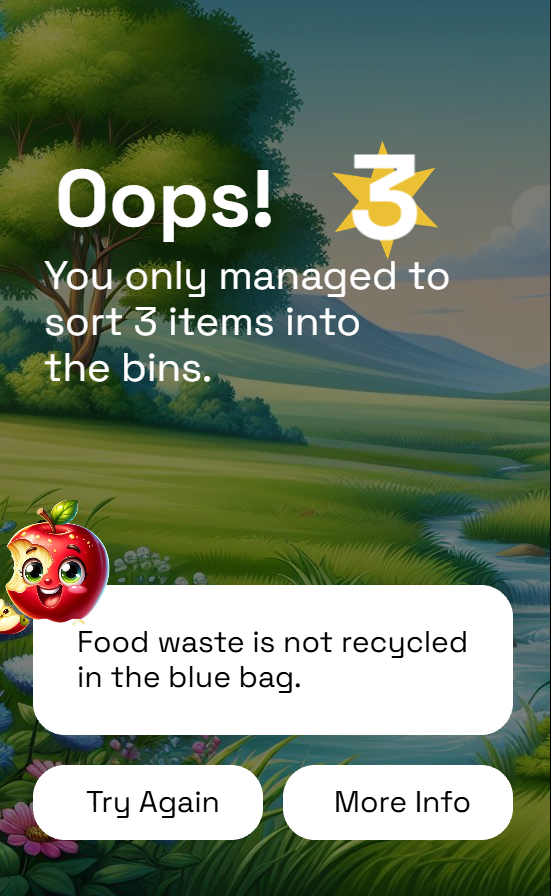 Oops! 3
You only managed to
sort 3 items into
the bins.
Food waste is not recycled
in the blue bag.
Try Again
More Info